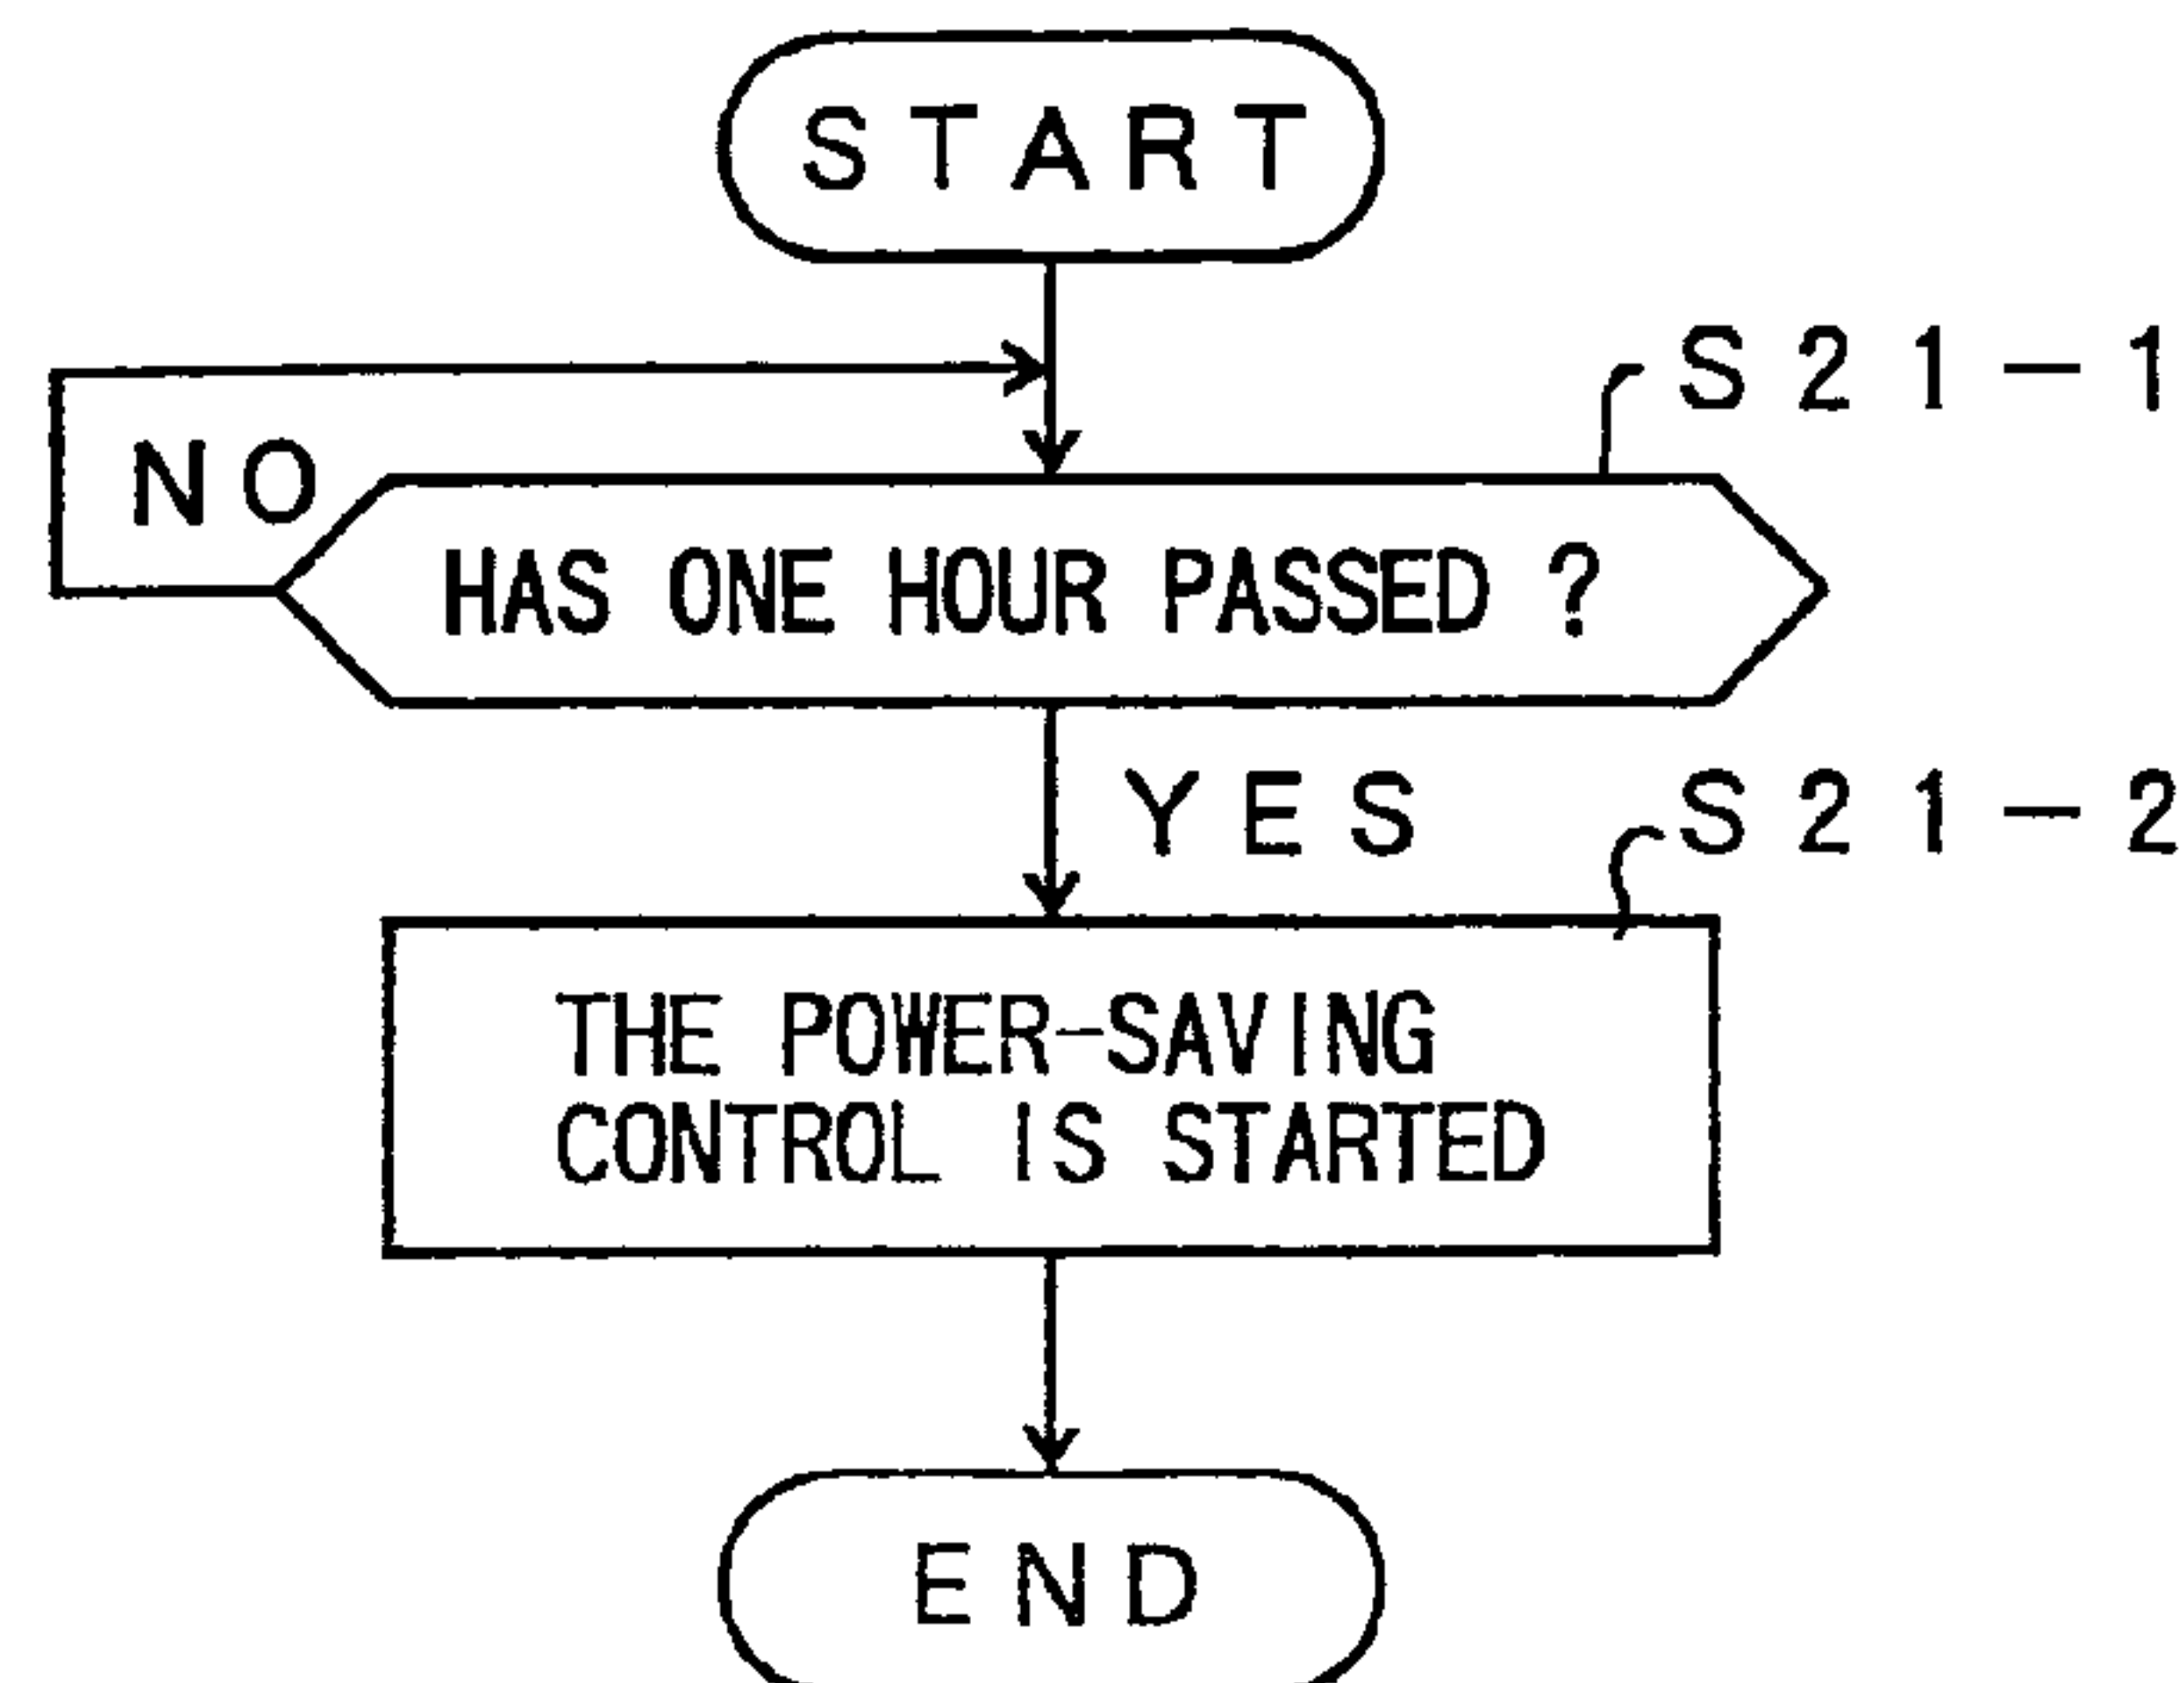 START
S21-1
NO
HAS ONE HOUR PASSED ?
YES
S21-2
THE POWER-SAVING
CONTROL IS STARTED
END